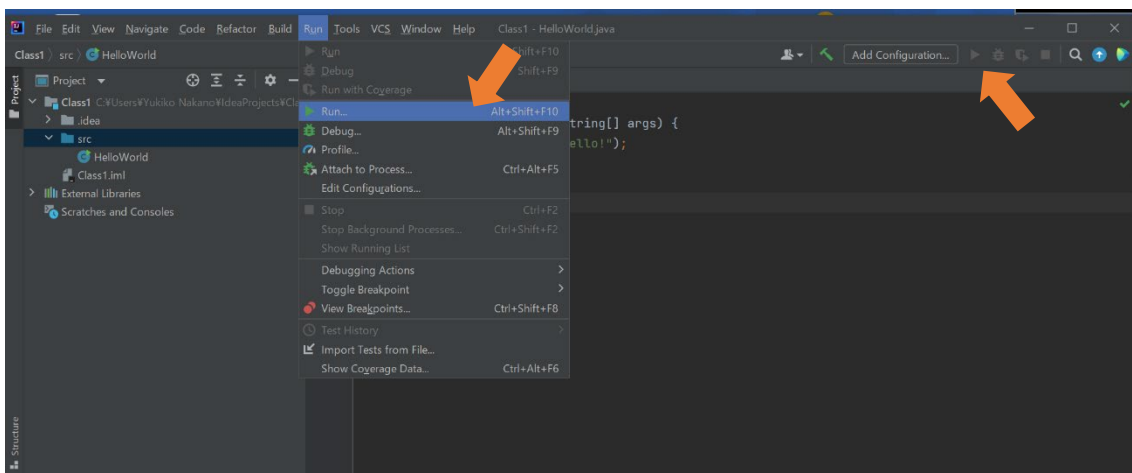 File Edit View Navigate Code Refactor Build Run Tools VCS Window Help Class1 - HelloWorld.java
Class1 src HelloWorld
Add Configuration...
Project
Project
Class1 C:¥Users¥Yukiko Nakano¥IdeaProjects¥Cla
.idea
src
HelloWorld
Class1.iml
External Libraries
Scratches and Consoles
Structure
Run Shift+F10
Debug Shift+F9
Run with Coverage
Run... Alt+Shift+F10
Debug... Alt+Shift+F9
Profile...
Attach to Process... Ctrl+Alt+F5
Edit Configurations...
Stop Ctrl+F2
Stop Background Processes... Ctrl+Shift+F2
Show Running List
Debugging Actions
Toggle Breakpoint
View Breakpoints... Ctrl+Shift+F8
Test History
Import Tests from File...
Show Coverage Data... Ctrl+Alt+F6
tring[] args) {
ello!");